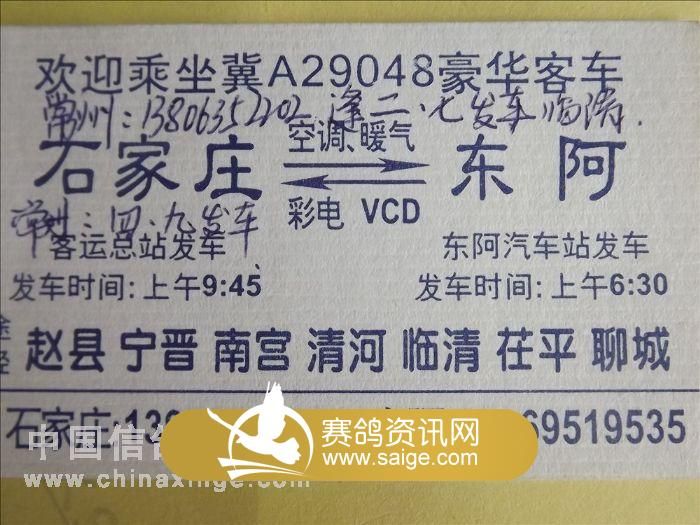 欢迎乘坐冀A29048豪华客车
常州:13806352202 逢二.七发车临清.
石家庄 空调、暖气 东阿
彩电 VCD
常州:四.九发车
客运总站发车 东阿汽车站发车
发车时间:上午9:45 发车时间:上午6:30
途经 赵县 宁晋 南宫 清河 临清 茌平 聊城
石家庄:13 69519535
中国信
www.chinaxinge.com
赛鸽资讯网
www.saige.com